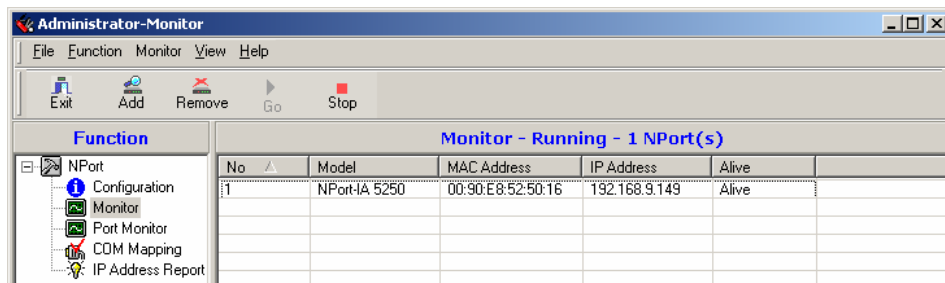 Administrator-Monitor
File Function Monitor View Help
Exit Add Remove Go Stop
Function
Monitor - Running - 1 NPort(s)
NPort
Configuration
Monitor
Port Monitor
COM Mapping
IP Address Report
No Model MAC Address IP Address Alive
1 NPort-IA 5250 00:90:E8:52:50:16 192.168.9.149 Alive